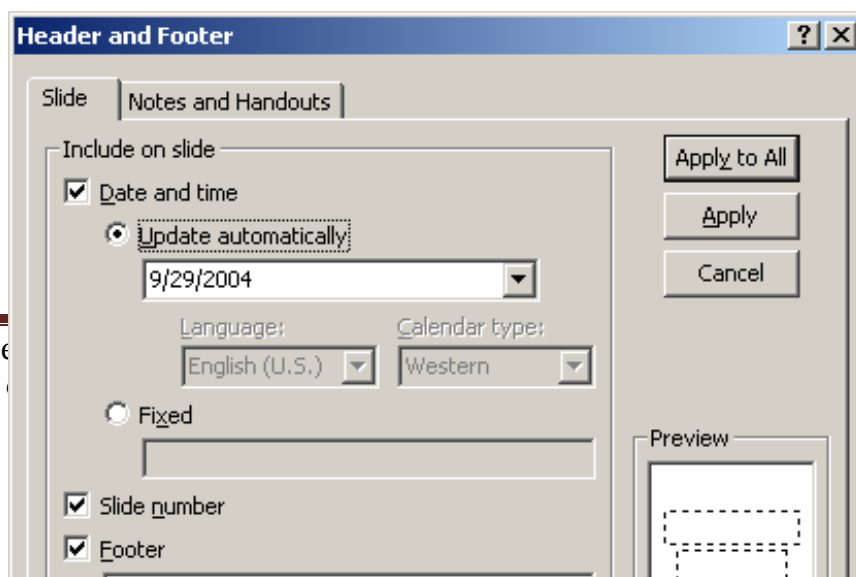 Header and Footer
Slide
Notes and Handouts
Include on slide
Apply to All
Date and time
Apply
Update automatically
9/29/2004
Cancel
Language:
Calendar type:
English (U.S.)
Western
Fixed
Preview
Slide number
Footer